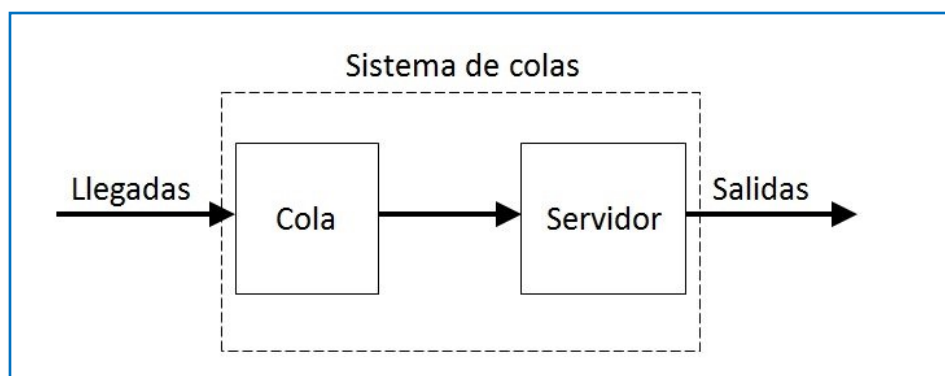 Sistema de colas
Llegadas
Cola
Servidor
Salidas